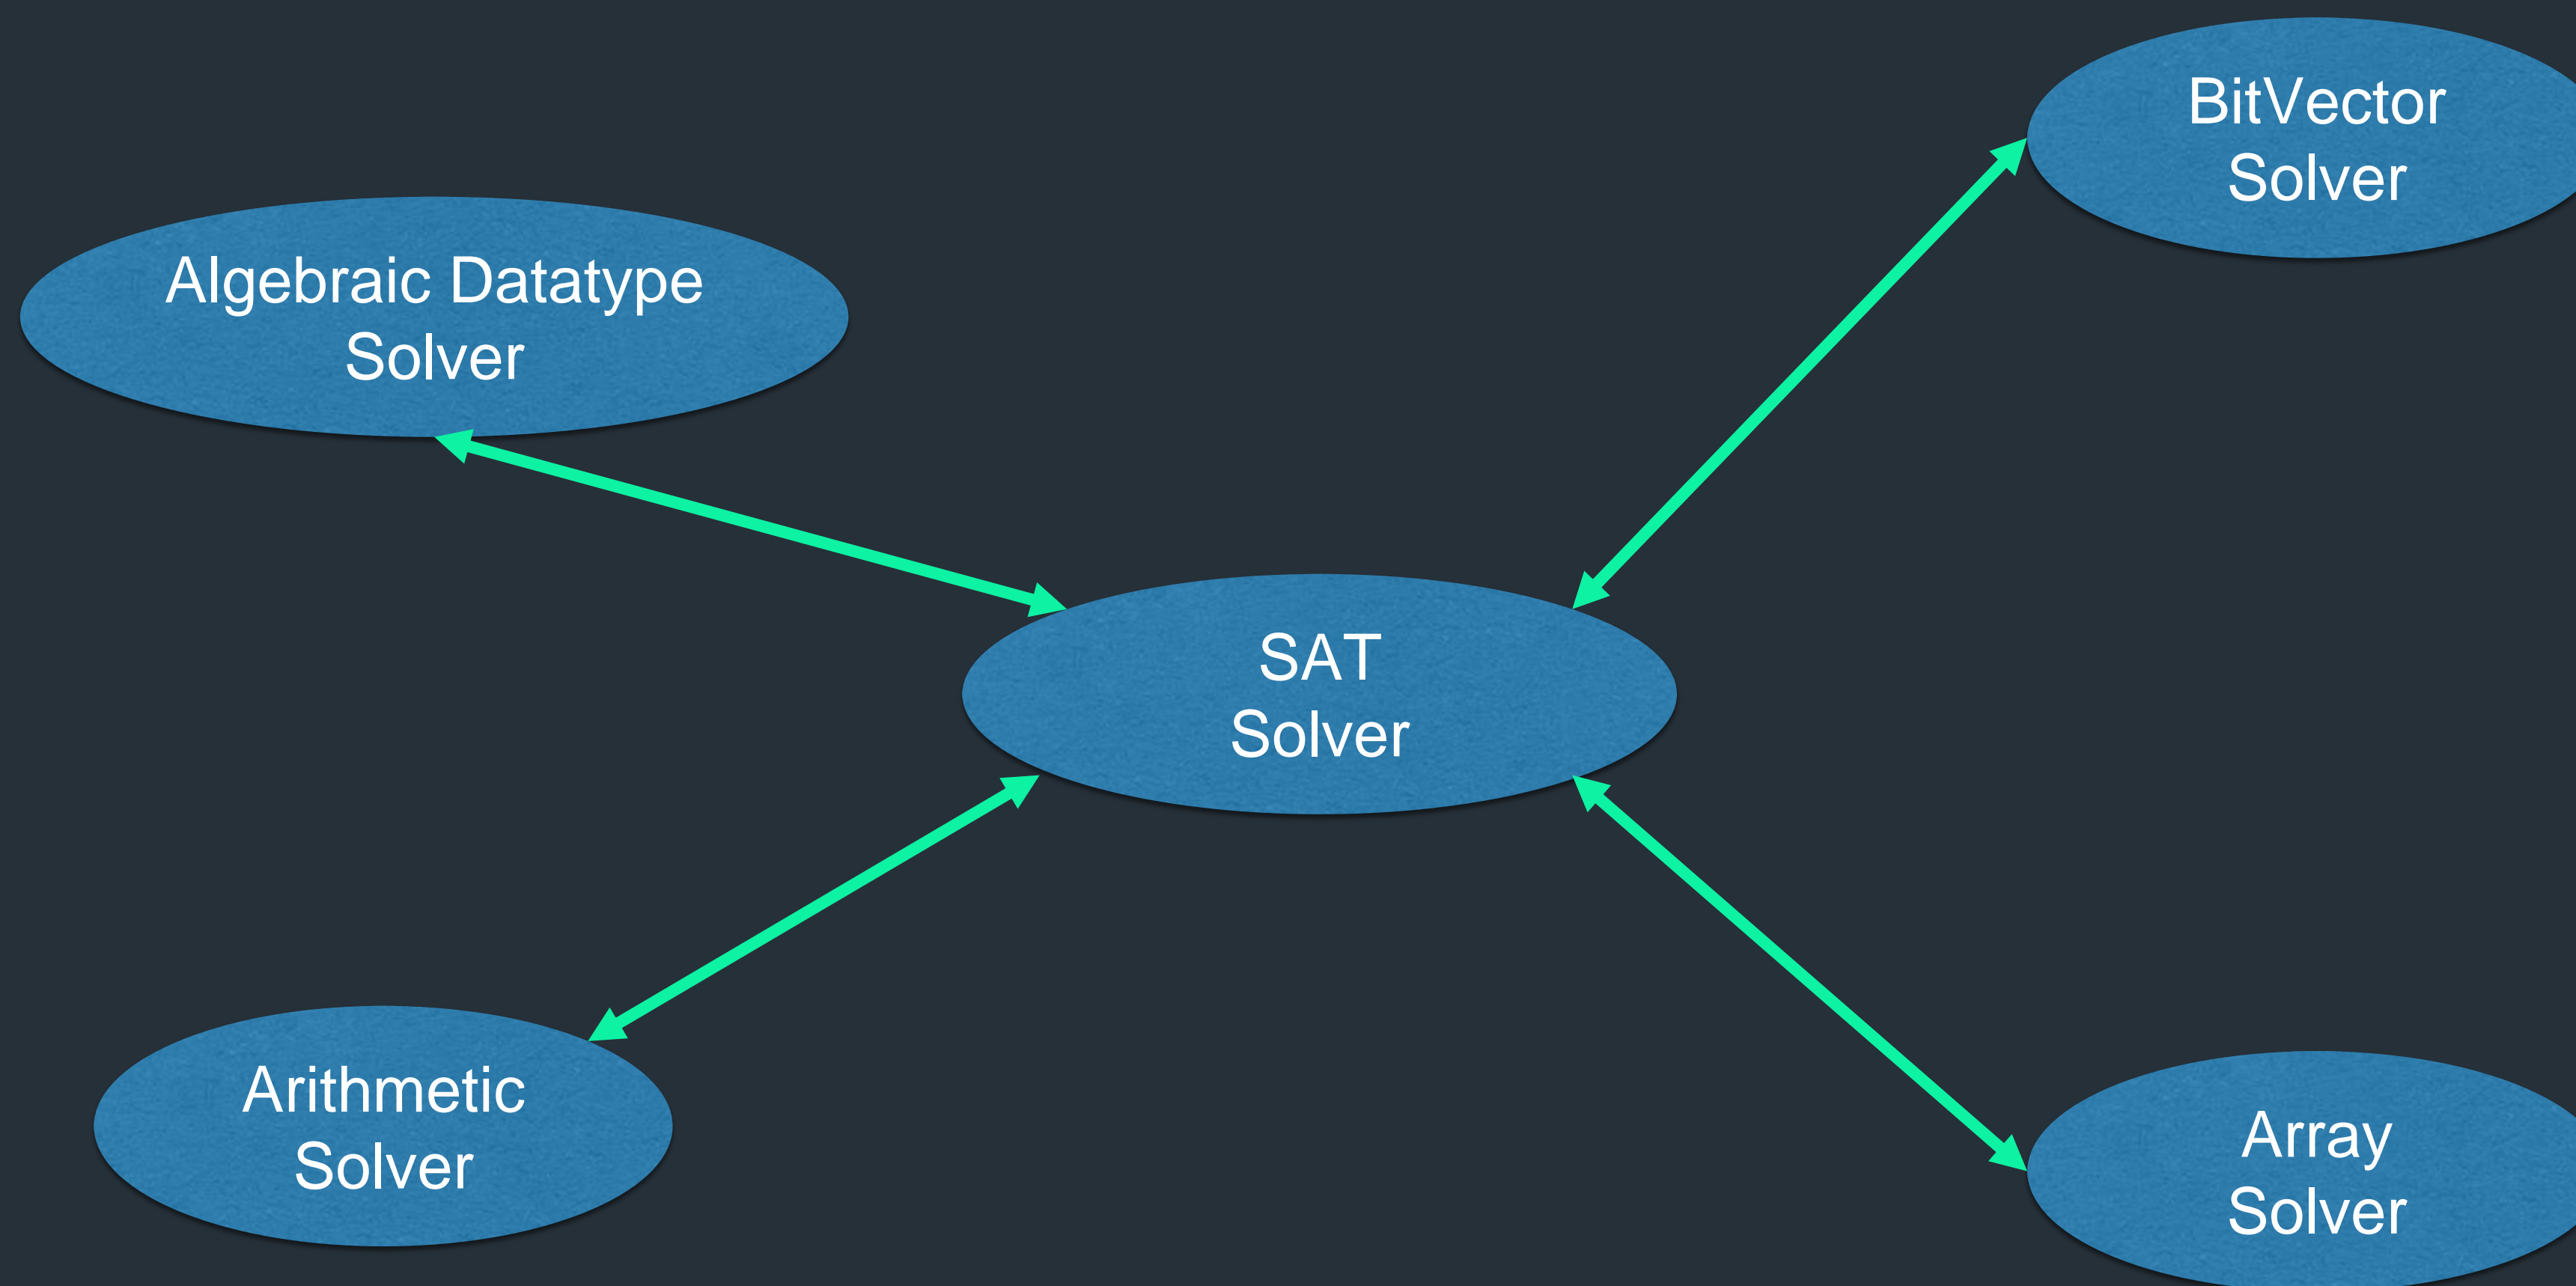 BitVector
Solver
Algebraic Datatype
Solver
SAT
Solver
Arithmetic
Solver
Array
Solver